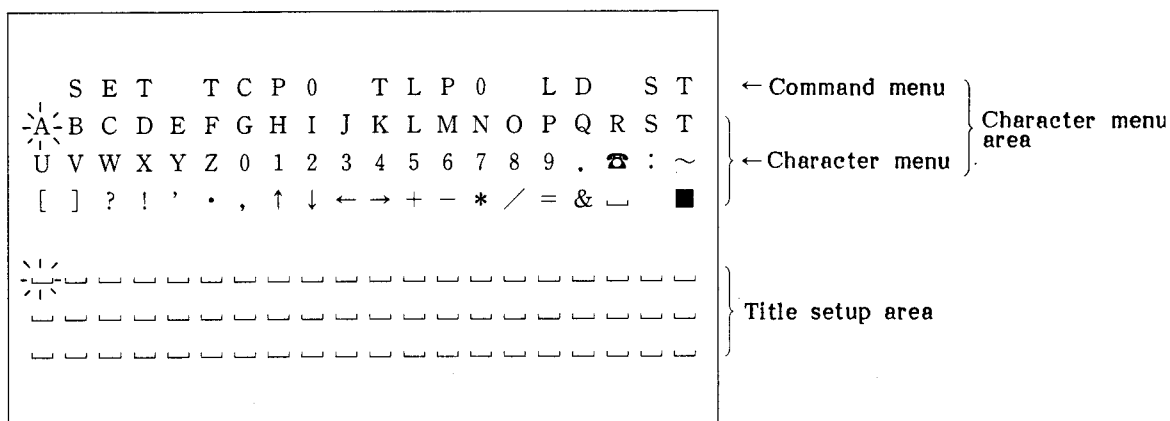 SET TCP0 TLP0 LD ST ← Command menu
A B C D E F G H I J K L M N O P Q R S T
U V W X Y Z 0 1 2 3 4 5 6 7 8 9 . ☎ : ~ ← Character menu
[ ] ? ! ' · , ↑ ↓ ← → + − * / = & ⎵ ■
Character menu
area
⎵ ⎵ ⎵ ⎵ ⎵ ⎵ ⎵ ⎵ ⎵ ⎵ ⎵ ⎵ ⎵ ⎵ ⎵ ⎵ ⎵ ⎵ ⎵ ⎵
⎵ ⎵ ⎵ ⎵ ⎵ ⎵ ⎵ ⎵ ⎵ ⎵ ⎵ ⎵ ⎵ ⎵ ⎵ ⎵ ⎵ ⎵ ⎵ ⎵ Title setup area
⎵ ⎵ ⎵ ⎵ ⎵ ⎵ ⎵ ⎵ ⎵ ⎵ ⎵ ⎵ ⎵ ⎵ ⎵ ⎵ ⎵ ⎵ ⎵ ⎵